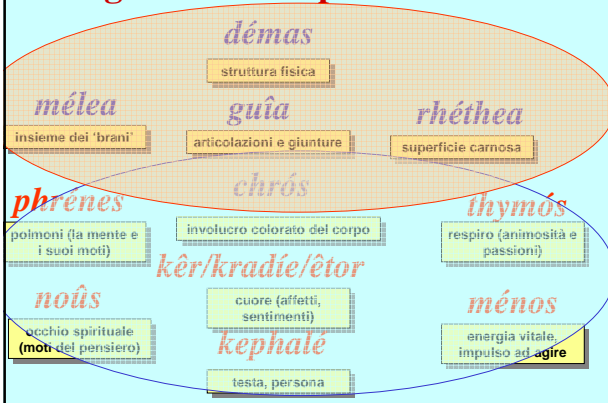 démas
struttura fisica
mélea
guîa
rhéthea
insieme dei ‘brani’
articolazioni e giunture
superficie carnosa
chrós
phrénes
thymós
polmoni (la mente e
i suoi moti)
involucro colorato del corpo
respiro (animosità e
passioni)
kêr/kradíe/êtor
noûs
cuore (affetti,
sentimenti)
ménos
occhio spirituale
(moti del pensiero)
kephalé
energia vitale,
impulso ad agire
testa, persona